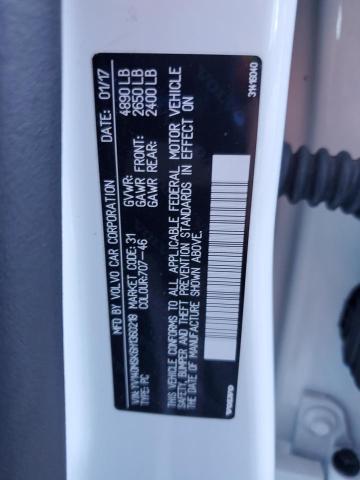 MFD. BY VOLVO CAR CORPORATION DATE: 01/17
GVWR: 4890 LB
GAWR FRONT: 2650 LB
GAWR REAR: 2400 LB
MARKET CODE: 31
TYPE: PC COLOUR: 707-46
THIS VEHICLE CONFORMS TO ALL APPLICABLE FEDERAL MOTOR VEHICLE
SAFETY, BUMPER AND THEFT PREVENTION STANDARDS IN EFFECT ON
THE DATE OF MANUFACTURE SHOWN ABOVE.
VOLVO
31416040